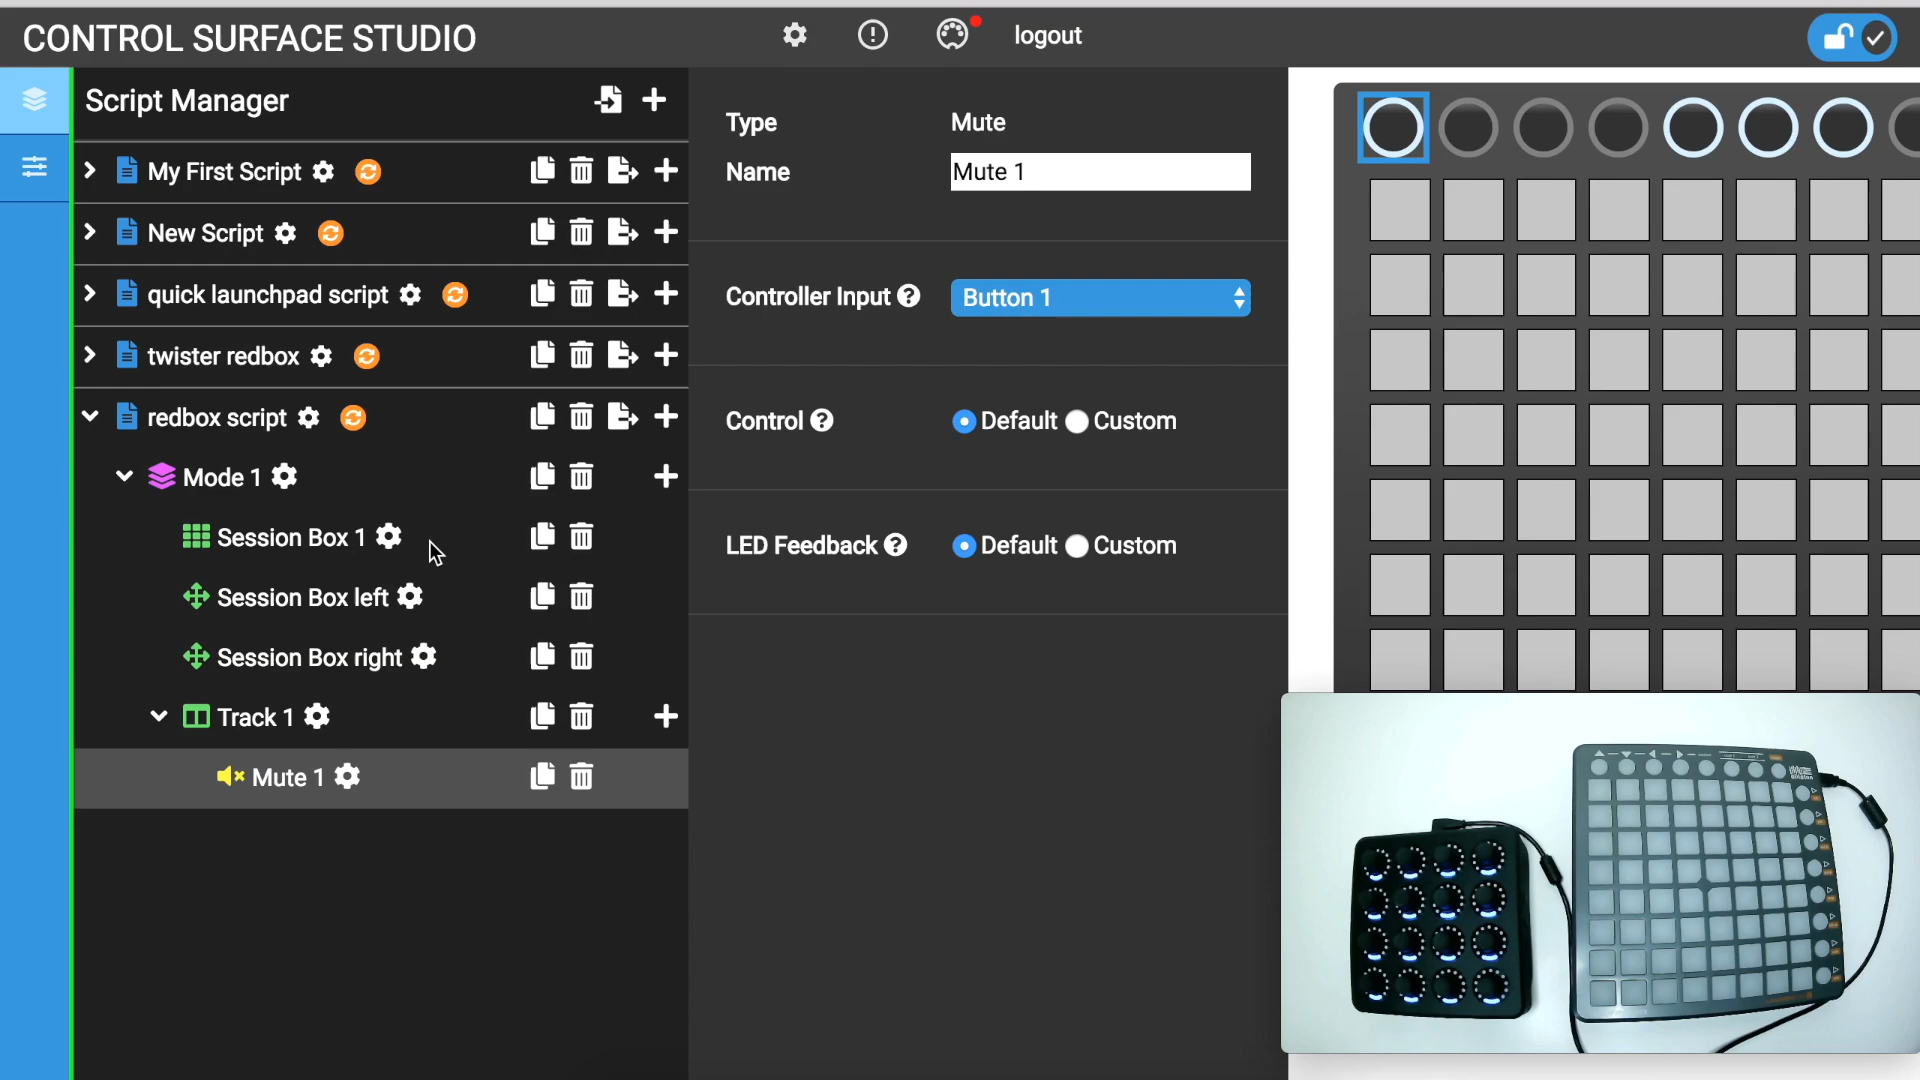 CONTROL SURFACE STUDIO
logout
Script Manager
My First Script
New Script
quick launchpad script
twister redbox
redbox script
Mode 1
Session Box 1
Session Box left
Session Box right
Track 1
Mute 1
Type Mute
Name Mute 1
Controller Input Button 1
Control Default Custom
LED Feedback Default Custom